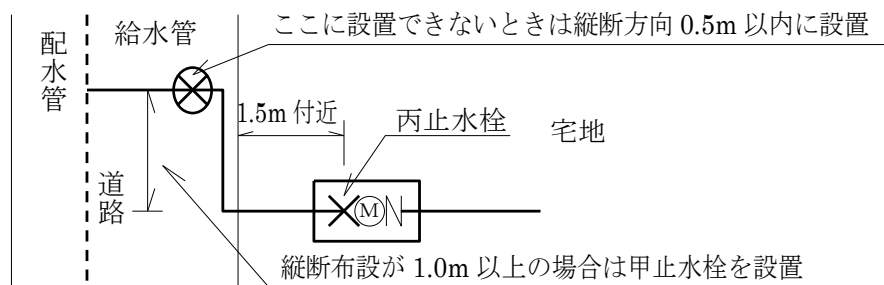 ここに設置できないときは縦断方向 0.5m 以内に設置
給水管
配水管
1.5m 付近
丙止水栓
宅地
道路
M
縦断布設が 1.0m 以上の場合は甲止水栓を設置